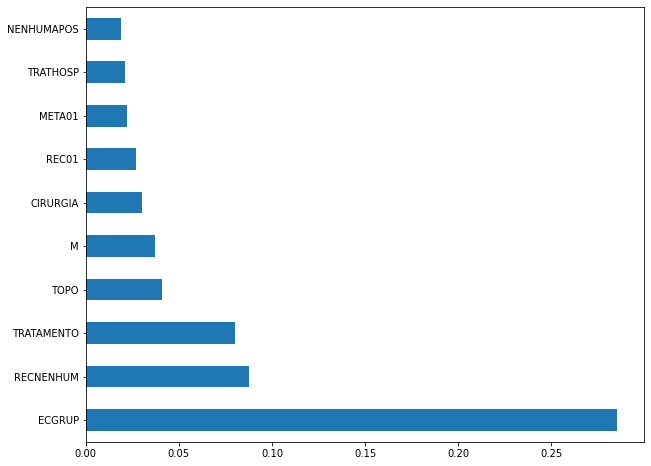 NENHUMAPOS
TRATHOSP
META01
REC01
CIRURGIA
M
TOPO
TRATAMENTO
RECNENHUM
ECGRUP
0.00 0.05 0.10 0.15 0.20 0.25